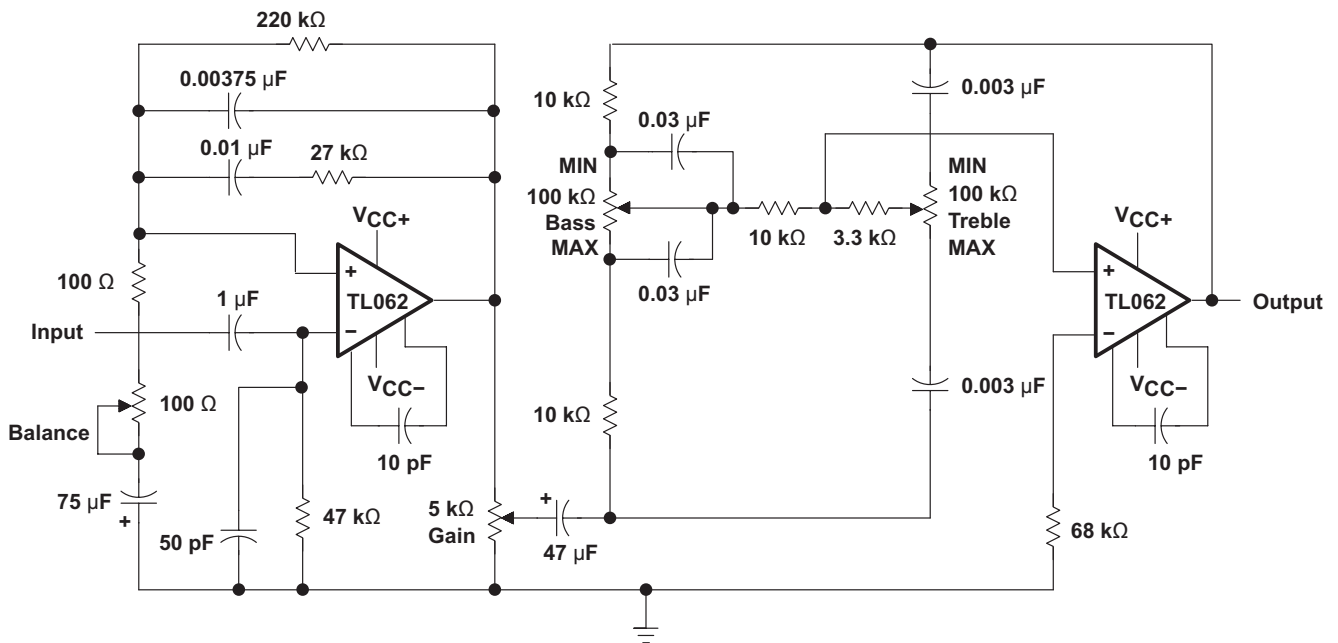 220 kΩ
0.00375 µF
0.01 µF
27 kΩ
100 Ω
1 µF
Input
VCC+
+
TL062
−
VCC−
10 pF
100 Ω
Balance
75 µF
+
50 pF
47 kΩ
5 kΩ
Gain
+
47 µF
10 kΩ
0.03 µF
MIN
100 kΩ
Bass
MAX
0.03 µF
10 kΩ
10 kΩ
3.3 kΩ
0.003 µF
MIN
100 kΩ
Treble
MAX
0.003 µF
VCC+
+
TL062
−
VCC−
10 pF
68 kΩ
Output